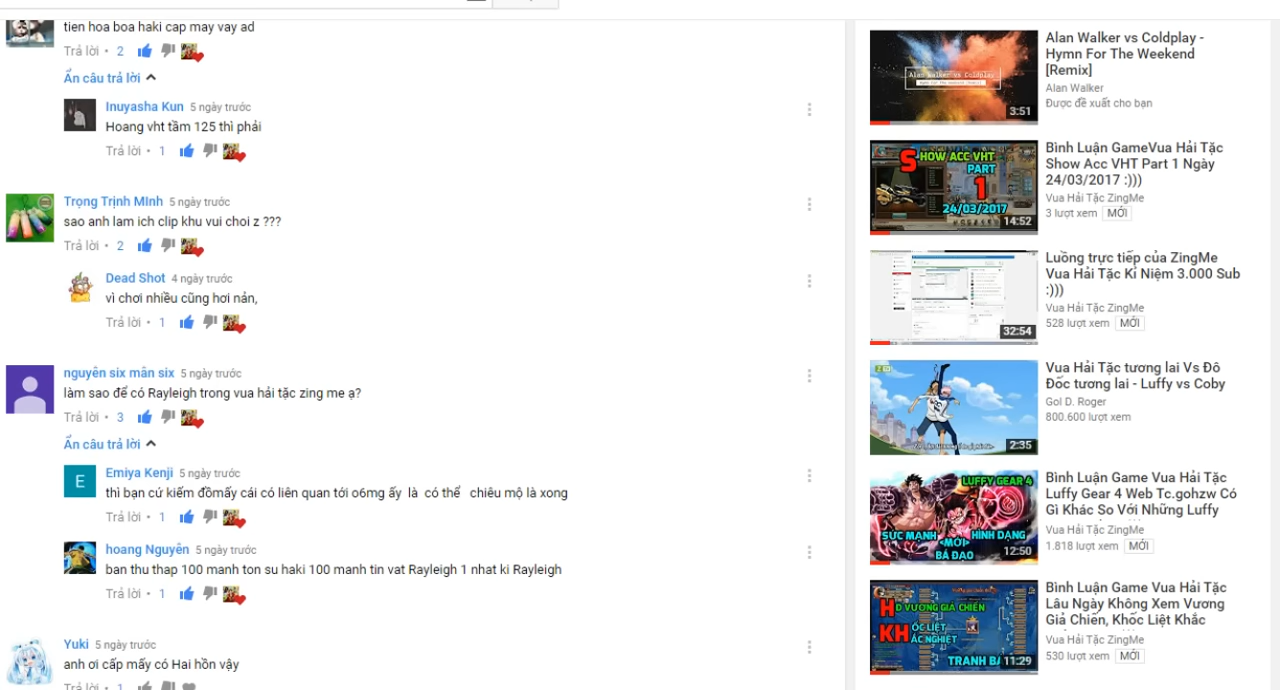 tien hoa boa haki cap may vay ad
Trả lời • 2
Ẩn câu trả lời
Inuyasha Kun 5 ngày trước
Hoang vht tầm 125 thì phải
Trả lời • 1
Trọng Trịnh MInh 5 ngày trước
sao anh lam ich clip khu vui choi z ???
Trả lời • 2
Dead Shot 4 ngày trước
vì chơi nhiều cũng hơi nản,
Trả lời • 1
nguyên six mân six 5 ngày trước
làm sao để có Rayleigh trong vua hải tặc zing me ạ?
Trả lời • 3
Ẩn câu trả lời
E
Emiya Kenji 5 ngày trước
thì bạn cứ kiếm đồmấy cái có liên quan tới o6mg ấy là có thể chiêu mộ là xong
Trả lời • 1
hoang Nguyên 5 ngày trước
ban thu thap 100 manh ton su haki 100 manh tin vat Rayleigh 1 nhat ki Rayleigh
Trả lời • 1
Yuki 5 ngày trước
anh ơi cấp mấy có Hai hồn vậy
Trả lời • 1
Alan Walker vs Coldplay
3:51
Alan Walker vs Coldplay -
Hymn For The Weekend
[Remix]
Alan Walker
Được đề xuất cho bạn
SHOW ACC VHT
PART
1
24/03/2017
14:52
Bình Luận GameVua Hải Tặc
Show Acc VHT Part 1 Ngày
24/03/2017 :)))
Vua Hải Tặc ZingMe
3 lượt xem MỚI
32:54
Luồng trực tiếp của ZingMe
Vua Hải Tặc Kỉ Niệm 3.000 Sub
:)))
Vua Hải Tặc ZingMe
528 lượt xem MỚI
2:35
Vua Hải Tặc tương lai Vs Đô
Đốc tương lai - Luffy vs Coby
Gol D. Roger
800.600 lượt xem
LUFFY GEAR 4
SỨC MẠNH HÌNH DẠNG
MỚI
BÁ ĐẠO
12:50
Bình Luận Game Vua Hải Tặc
Luffy Gear 4 Web Tc.gohzw Có
Gì Khác So Với Những Luffy
Vua Hải Tặc ZingMe
1.818 lượt xem MỚI
HD VƯƠNG GIẢ CHIẾN
KHỐC LIỆT
KHẮC NGHIỆT
TRANH BÁ
11:29
Bình Luận Game Vua Hải Tặc
Lâu Ngày Không Xem Vương
Giả Chiến, Khốc Liệt Khắc
Vua Hải Tặc ZingMe
530 lượt xem MỚI